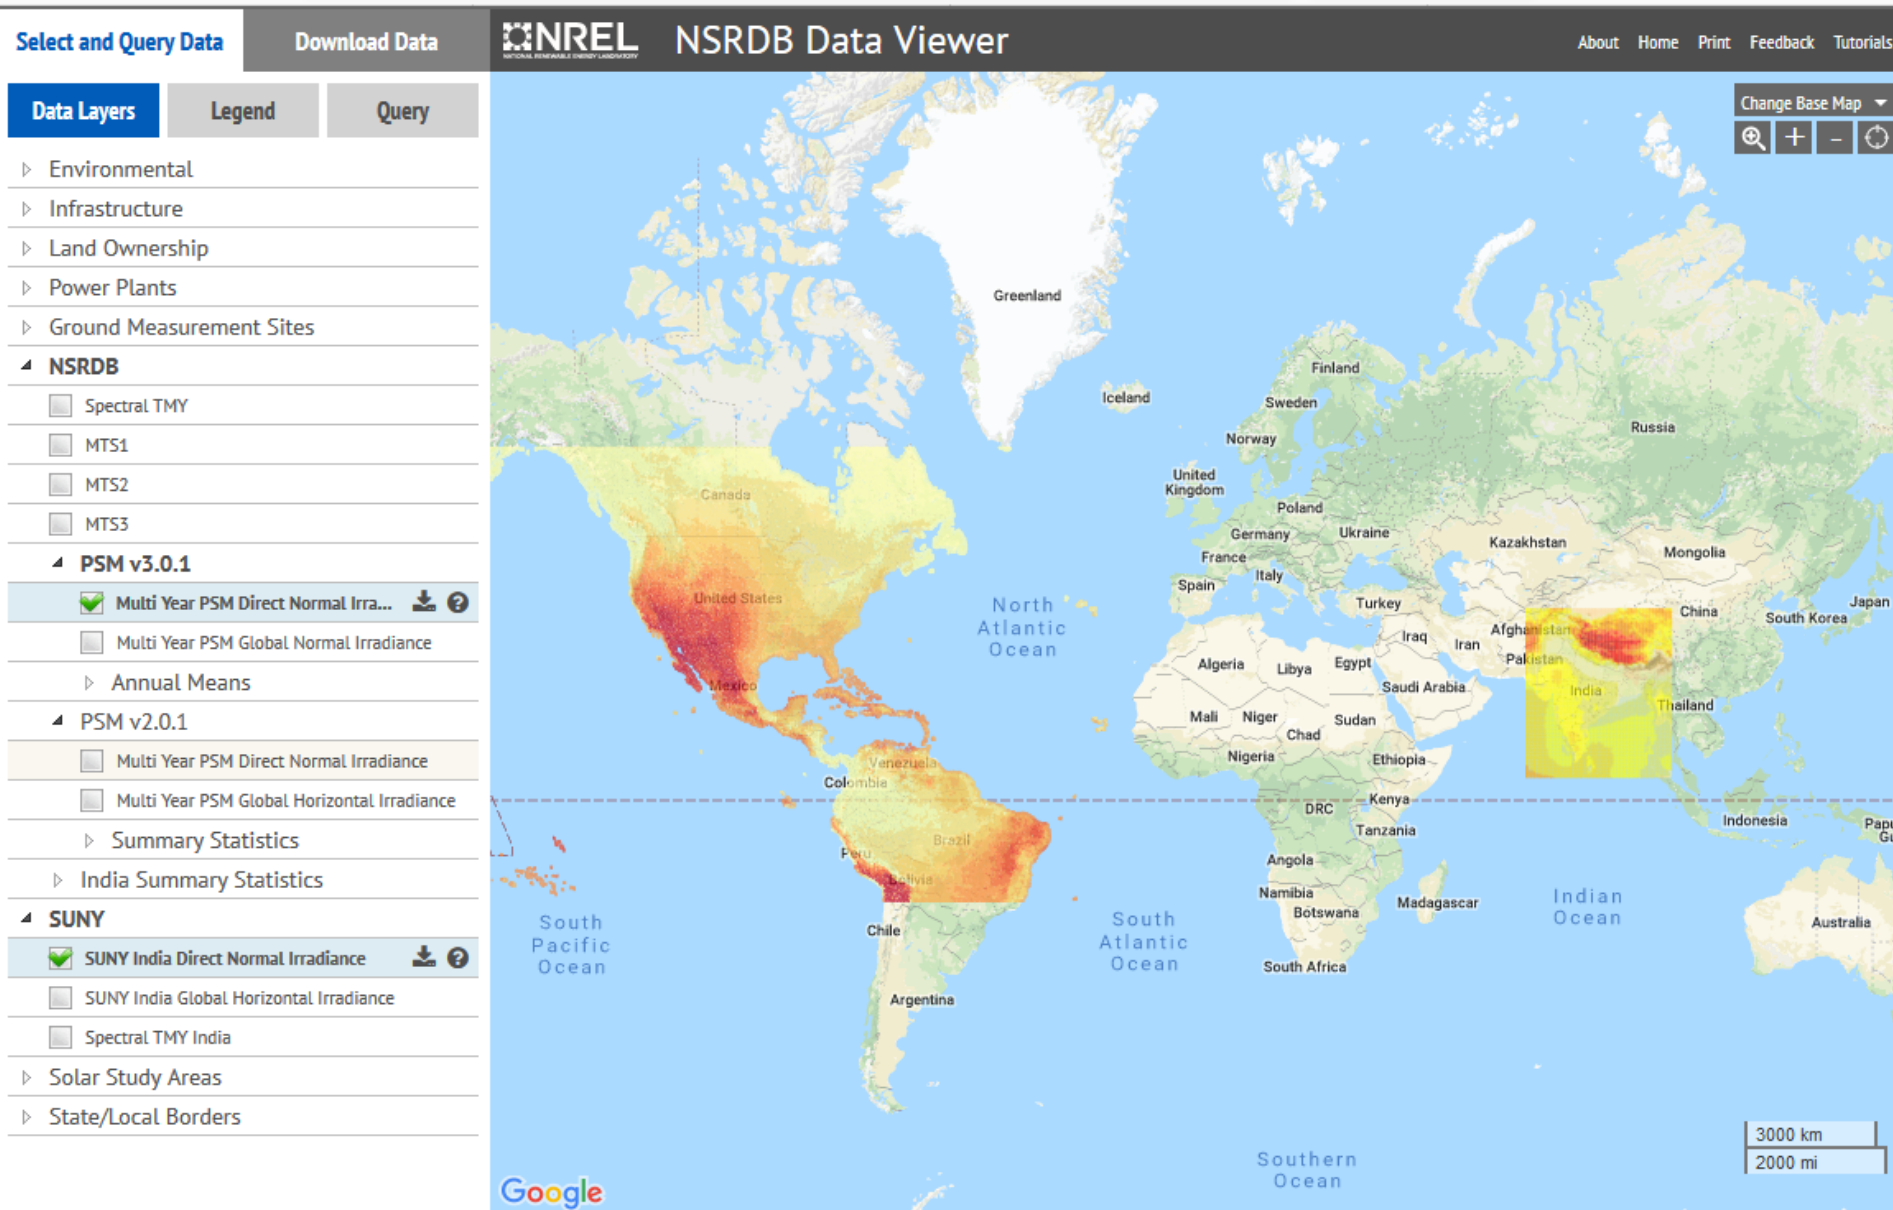 Select and Query Data
Download Data
NREL
NATIONAL RENEWABLE ENERGY LABORATORY
NSRDB Data Viewer
About
Home
Print
Feedback
Tutorials
Data Layers
Legend
Query
Environmental
Infrastructure
Land Ownership
Power Plants
Ground Measurement Sites
NSRDB
Spectral TMY
MTS1
MTS2
MTS3
PSM v3.0.1
Multi Year PSM Direct Normal Irra...
Multi Year PSM Global Normal Irradiance
Annual Means
PSM v2.0.1
Multi Year PSM Direct Normal Irradiance
Multi Year PSM Global Horizontal Irradiance
Summary Statistics
India Summary Statistics
SUNY
SUNY India Direct Normal Irradiance
SUNY India Global Horizontal Irradiance
Spectral TMY India
Solar Study Areas
State/Local Borders
Change Base Map
Greenland
Iceland
Finland
Sweden
Norway
Russia
United
Kingdom
Poland
Germany
Ukraine
France
Italy
Spain
Turkey
Kazakhstan
Mongolia
China
Japan
South Korea
Afghanistan
Iraq
Iran
Pakistan
India
Thailand
Algeria
Libya
Egypt
Saudi Arabia
Mali
Niger
Sudan
Chad
Nigeria
Ethiopia
DRC
Kenya
Tanzania
Angola
Namibia
Botswana
Madagascar
South Africa
Indonesia
Papu
Gu
Australia
Canada
United States
Mexico
Venezuela
Colombia
Brazil
Peru
Bolivia
Chile
Argentina
North
Atlantic
Ocean
South
Pacific
Ocean
South
Atlantic
Ocean
Indian
Ocean
Southern
Ocean
3000 km
2000 mi
Google